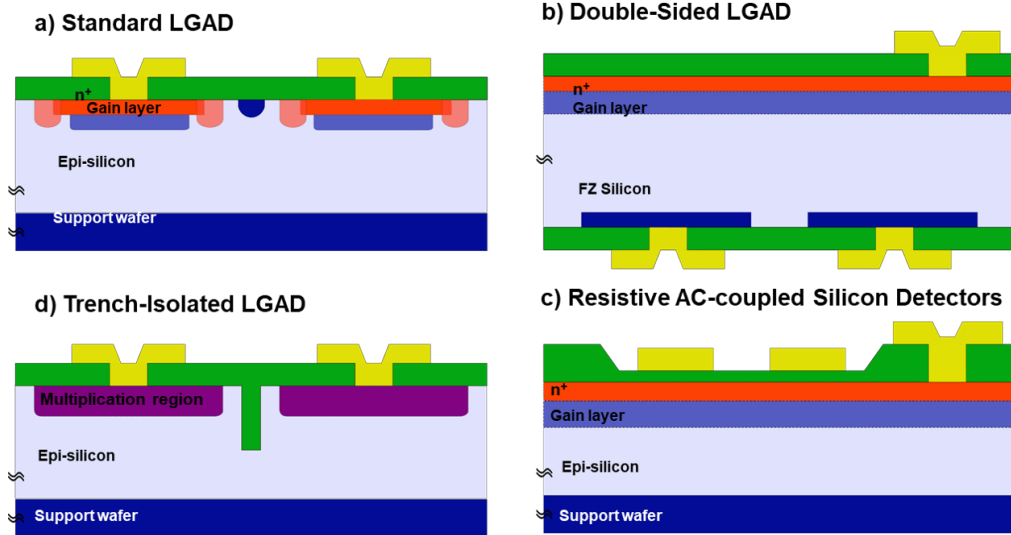 a) Standard LGAD
n+
Gain layer
Epi-silicon
Support wafer
b) Double-Sided LGAD
n+
Gain layer
FZ Silicon
d) Trench-Isolated LGAD
Multiplication region
Epi-silicon
Support wafer
c) Resistive AC-coupled Silicon Detectors
n+
Gain layer
Epi-silicon
Support wafer